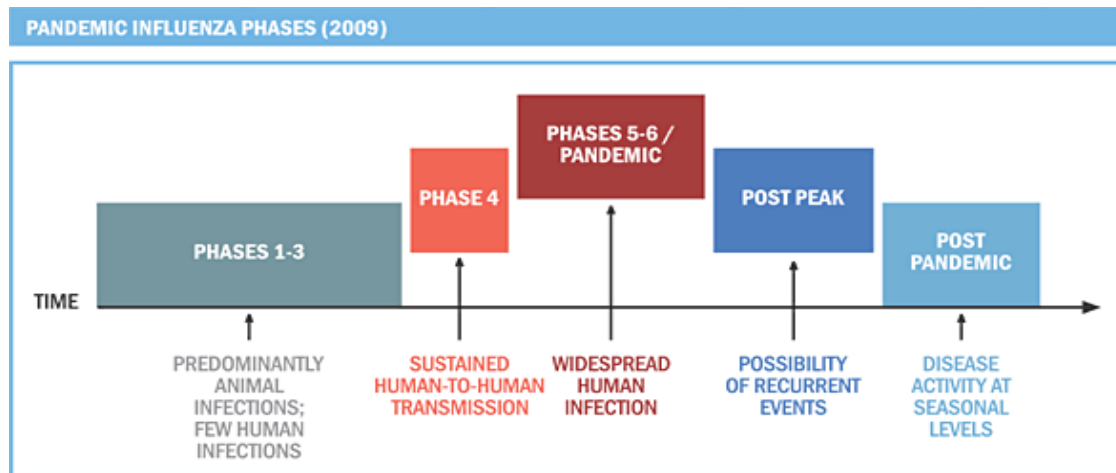 PANDEMIC INFLUENZA PHASES (2009)
PHASES 5-6 /
PANDEMIC
PHASE 4
POST PEAK
PHASES 1-3
POST
PANDEMIC
TIME
PREDOMINANTLY
ANIMAL
INFECTIONS;
FEW HUMAN
INFECTIONS
SUSTAINED
HUMAN-TO-HUMAN
TRANSMISSION
WIDESPREAD
HUMAN
INFECTION
POSSIBILITY
OF RECURRENT
EVENTS
DISEASE
ACTIVITY AT
SEASONAL
LEVELS